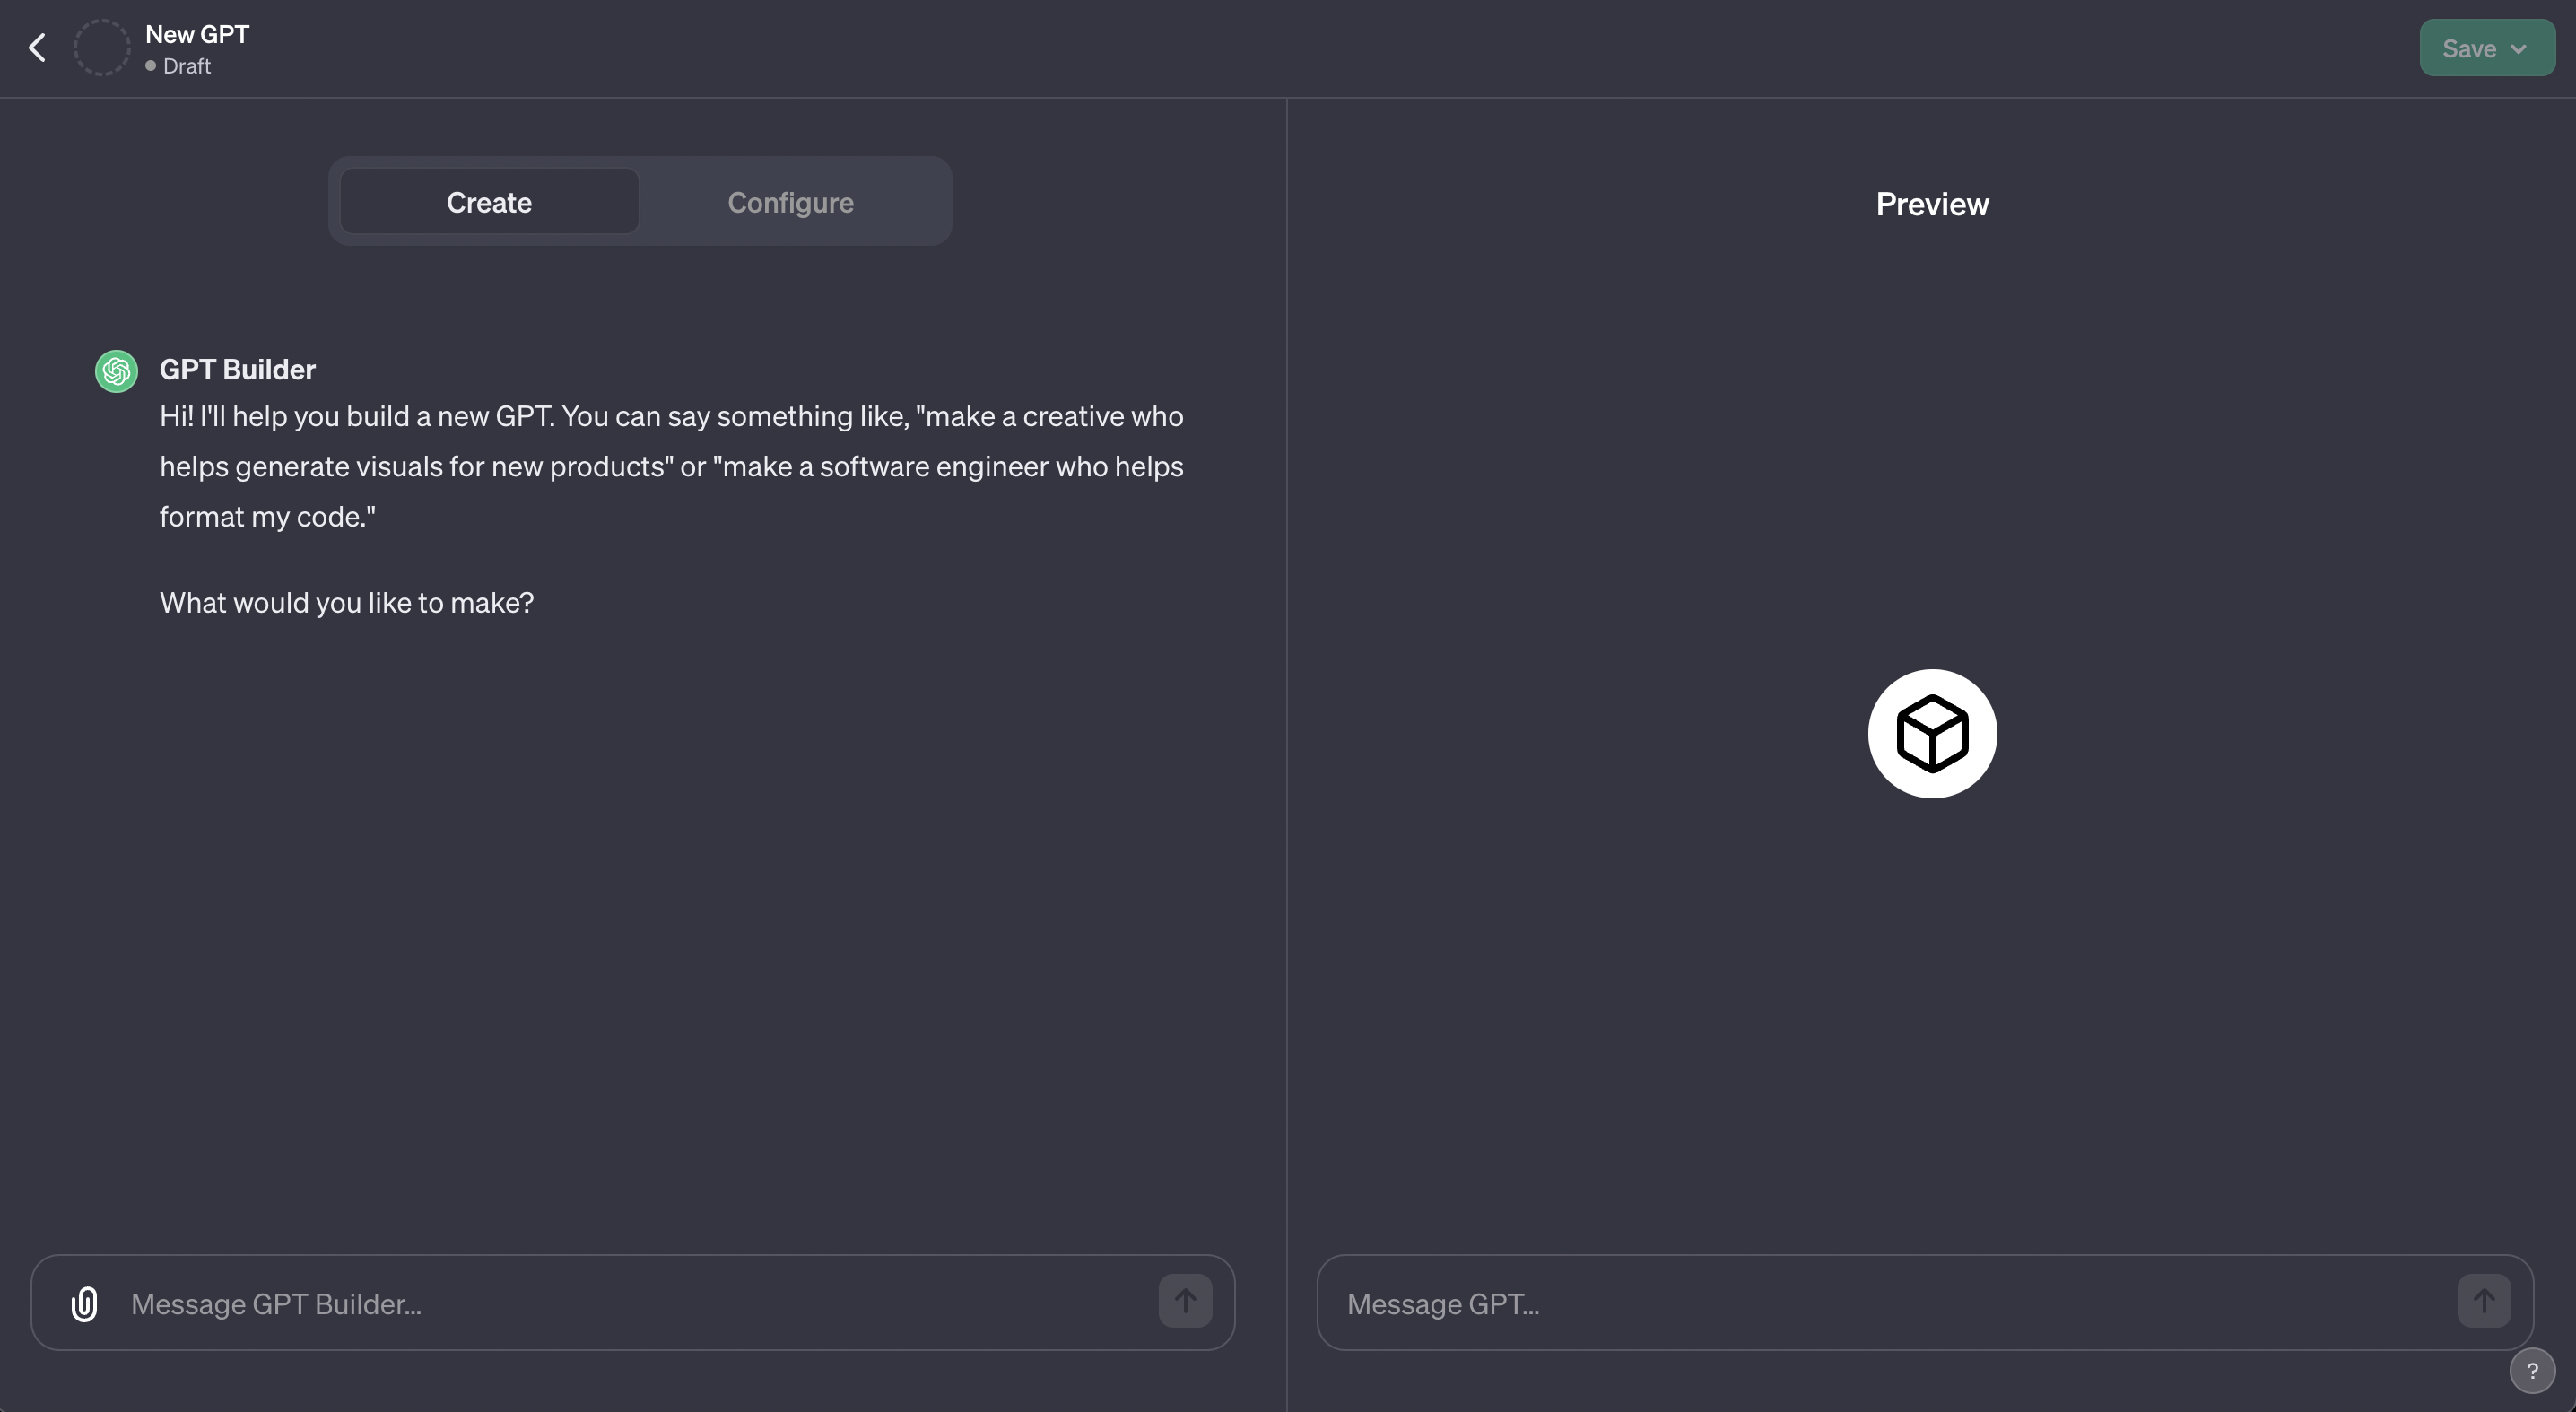 New GPT
Draft
Save
Create
Configure
Preview
GPT Builder
Hi! I'll help you build a new GPT. You can say something like, "make a creative who
helps generate visuals for new products" or "make a software engineer who helps
format my code."
What would you like to make?
Message GPT Builder…
Message GPT…
?